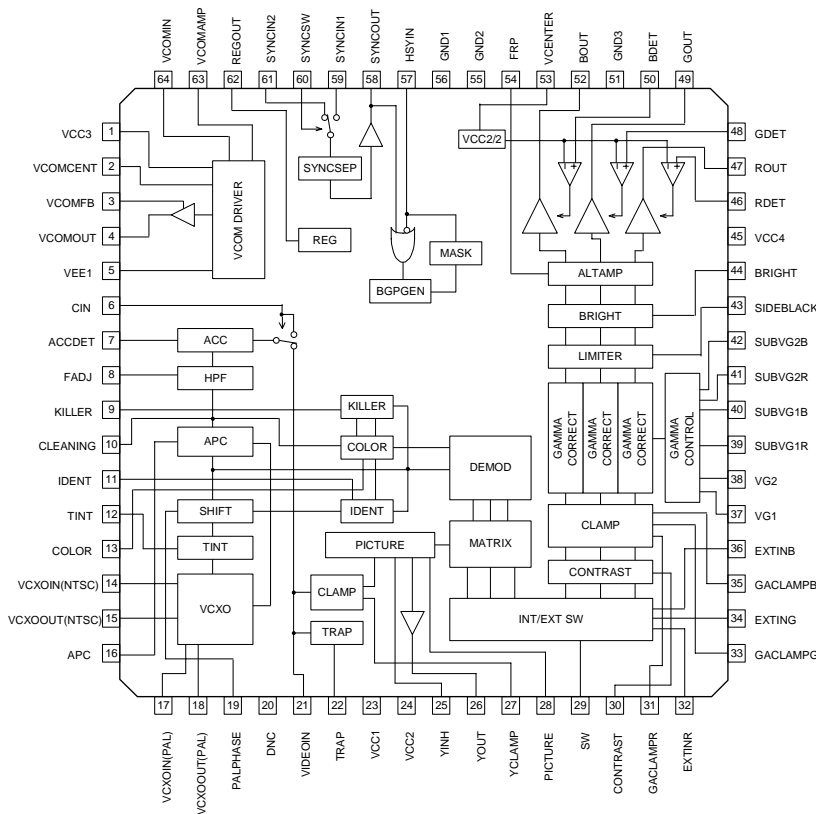 VCOMIN
VCOMAMP
REGOUT
SYNCIN2
SYNCSW
SYNCIN1
SYNCOUT
HSYIN
GND1
GND2
FRP
VCENTER
BOUT
GND3
BDET
GOUT
64
63
62
61
60
59
58
57
56
55
54
53
52
51
50
49
VCC3 1
VCOMCENT 2
VCOMFB 3
VCOMOUT 4
VEE1 5
CIN 6
ACCDET 7
FADJ 8
KILLER 9
CLEANING 10
IDENT 11
TINT 12
COLOR 13
VCXOIN(NTSC) 14
VCXOOUT(NTSC) 15
APC 16
VCOM DRIVER
SYNCSEP
REG
MASK
BGPGEN
VCC2/2
ALTAMP
BRIGHT
LIMITER
ACC
HPF
APC
SHIFT
TINT
VCXO
KILLER
COLOR
IDENT
DEMOD
MATRIX
PICTURE
CLAMP
TRAP
GAMMA
CORRECT
GAMMA
CORRECT
GAMMA
CORRECT
GAMMA
CONTROL
CLAMP
CONTRAST
INT/EXT SW
48 GDET
47 ROUT
46 RDET
45 VCC4
44 BRIGHT
43 SIDEBLACK
42 SUBVG2B
41 SUBVG2R
40 SUBVG1B
39 SUBVG1R
38 VG2
37 VG1
36 EXTINB
35 GACLAMPB
34 EXTING
33 GACLAMPG
17
18
19
20
21
22
23
24
25
26
27
28
29
30
31
32
VCXOIN(PAL)
VCXOOUT(PAL)
PALPHASE
DNC
VIDEOIN
TRAP
VCC1
VCC2
YINH
YOUT
YCLAMP
PICTURE
SW
CONTRAST
GACLAMPR
EXTINR